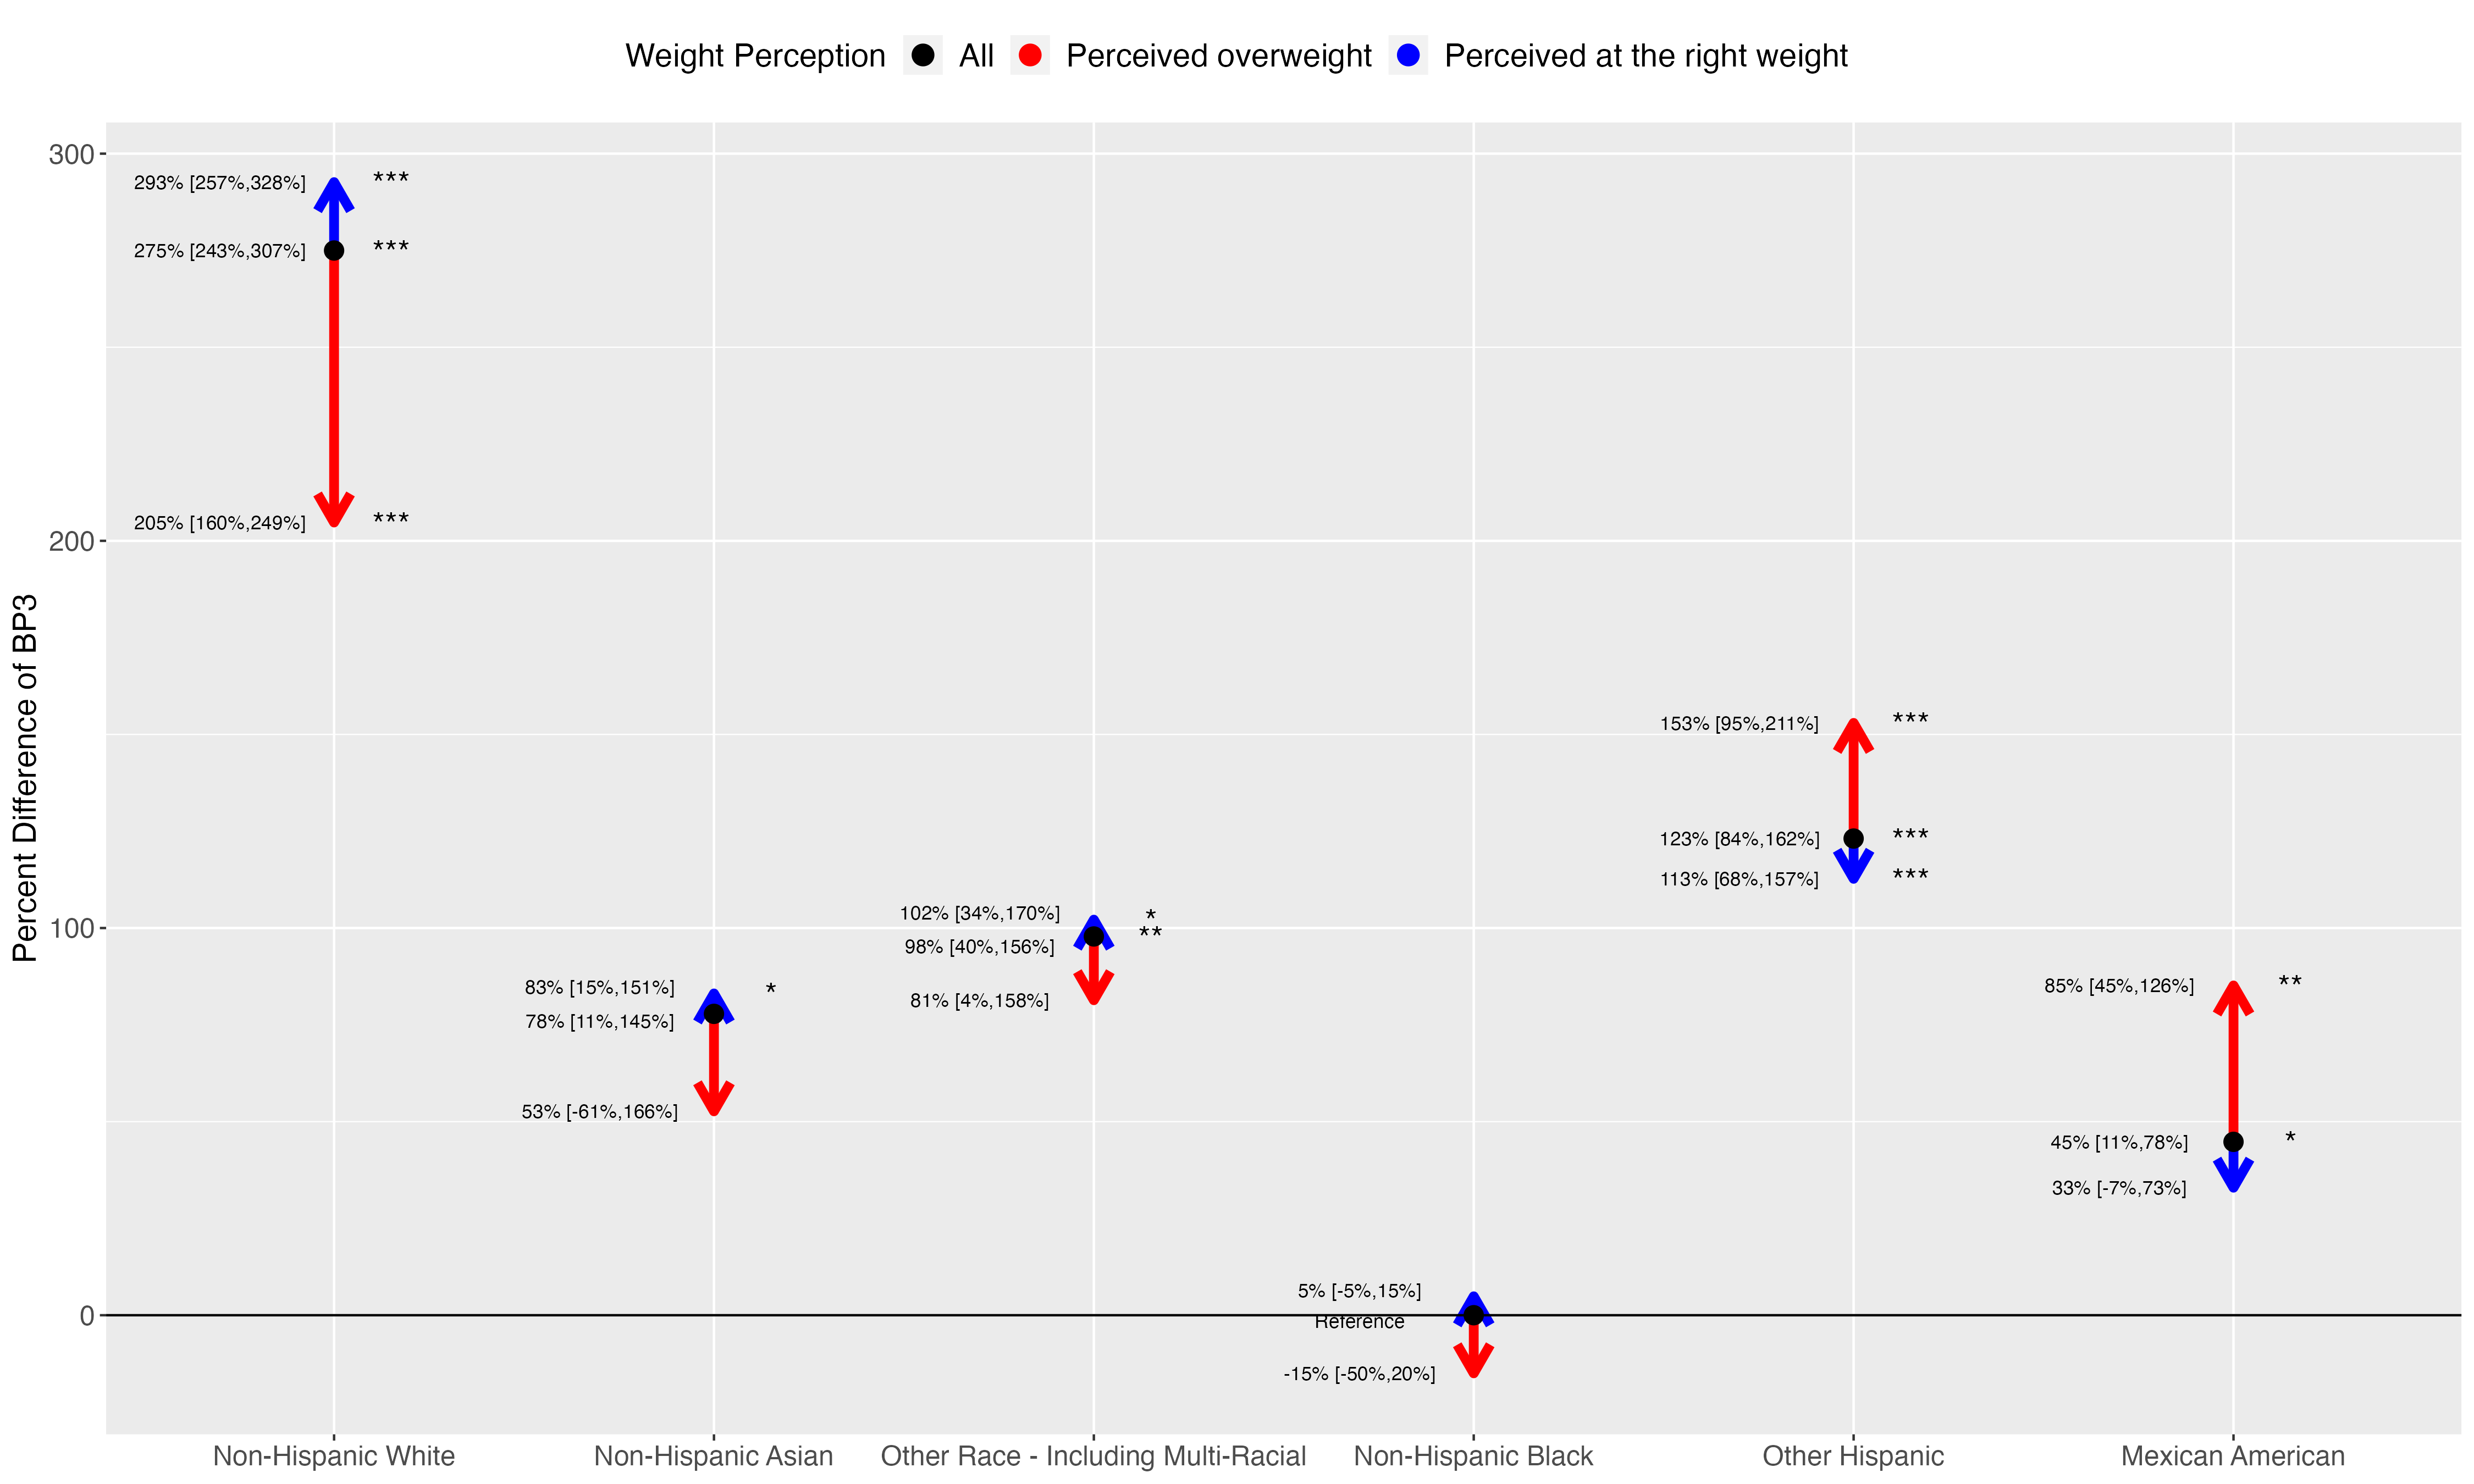 Weight Perception All Perceived overweight Perceived at the right weight
Percent Difference of BP3
300
200
100
0
293% [257%,328%] ***
275% [243%,307%] ***
205% [160%,249%] ***
83% [15%,151%] *
78% [11%,145%]
53% [-61%,166%]
102% [34%,170%] *
98% [40%,156%] **
81% [4%,158%]
5% [-5%,15%]
Reference
-15% [-50%,20%]
153% [95%,211%] ***
123% [84%,162%] ***
113% [68%,157%] ***
85% [45%,126%] **
45% [11%,78%] *
33% [-7%,73%]
Non-Hispanic White
Non-Hispanic Asian
Other Race - Including Multi-Racial
Non-Hispanic Black
Other Hispanic
Mexican American